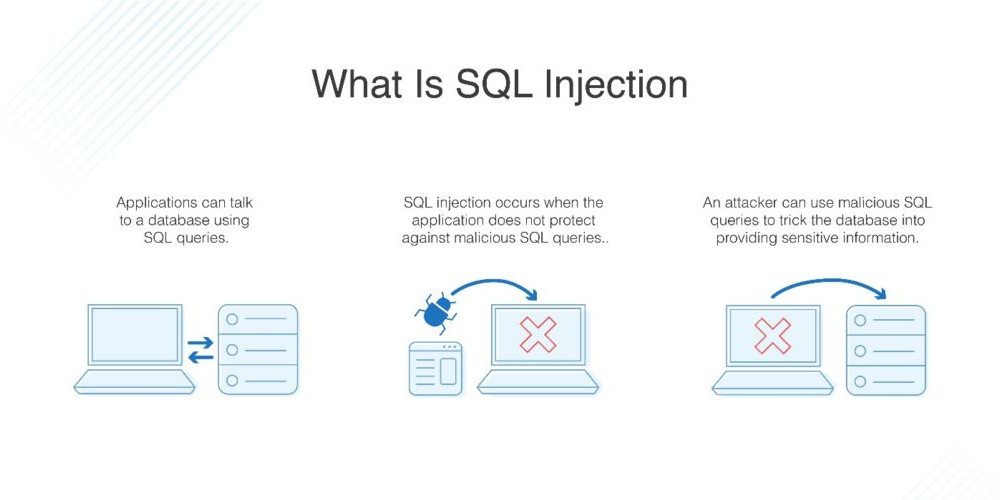 What Is SQL Injection
Applications can talk
to a database using
SQL queries.
SQL injection occurs when the
application does not protect
against malicious SQL queries..
An attacker can use malicious SQL
queries to trick the database into
providing sensitive information.